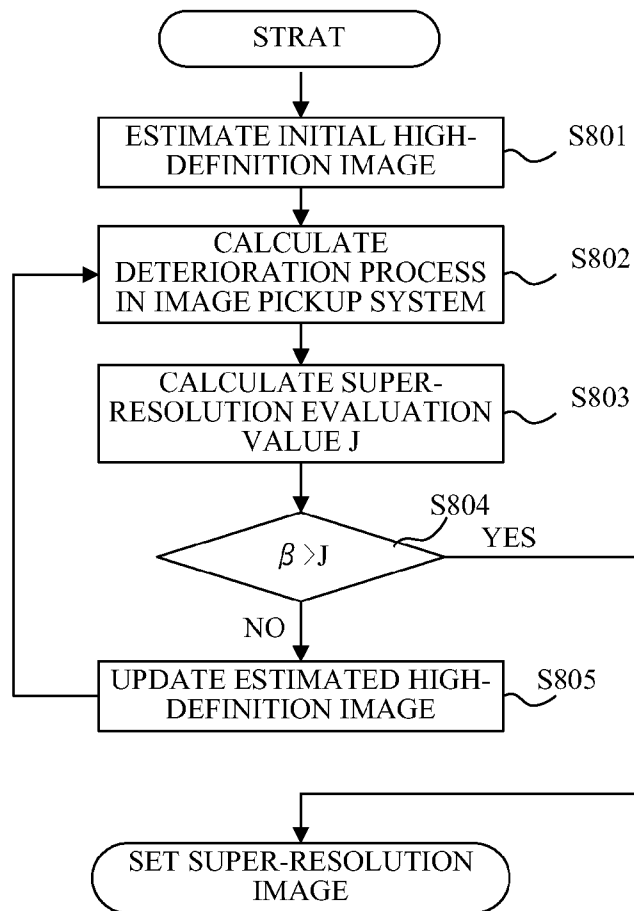 STRAT
ESTIMATE INITIAL HIGH-
DEFINITION IMAGE
S801
CALCULATE
DETERIORATION PROCESS
IN IMAGE PICKUP SYSTEM
S802
CALCULATE SUPER-
RESOLUTION EVALUATION
VALUE J
S803
S804
β>J
YES
NO
UPDATE ESTIMATED HIGH-
DEFINITION IMAGE
S805
SET SUPER-RESOLUTION
IMAGE